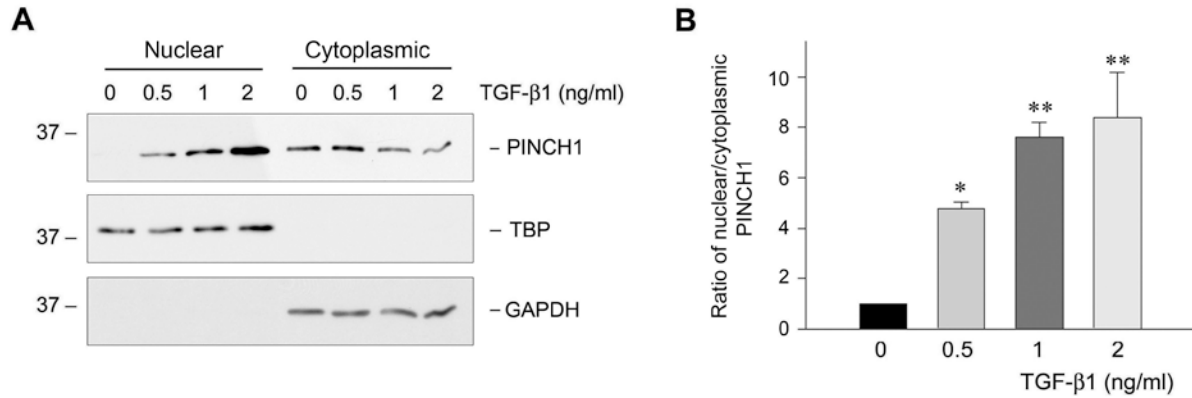 A
Nuclear Cytoplasmic
0 0.5 1 2 0 0.5 1 2 TGF-β1 (ng/ml)
37 – – PINCH1
37 – – TBP
37 – – GAPDH
B
Ratio of nuclear/cytoplasmic
PINCH1
10
8
6
4
2
0
* ** **
0 0.5 1 2
TGF-β1 (ng/ml)